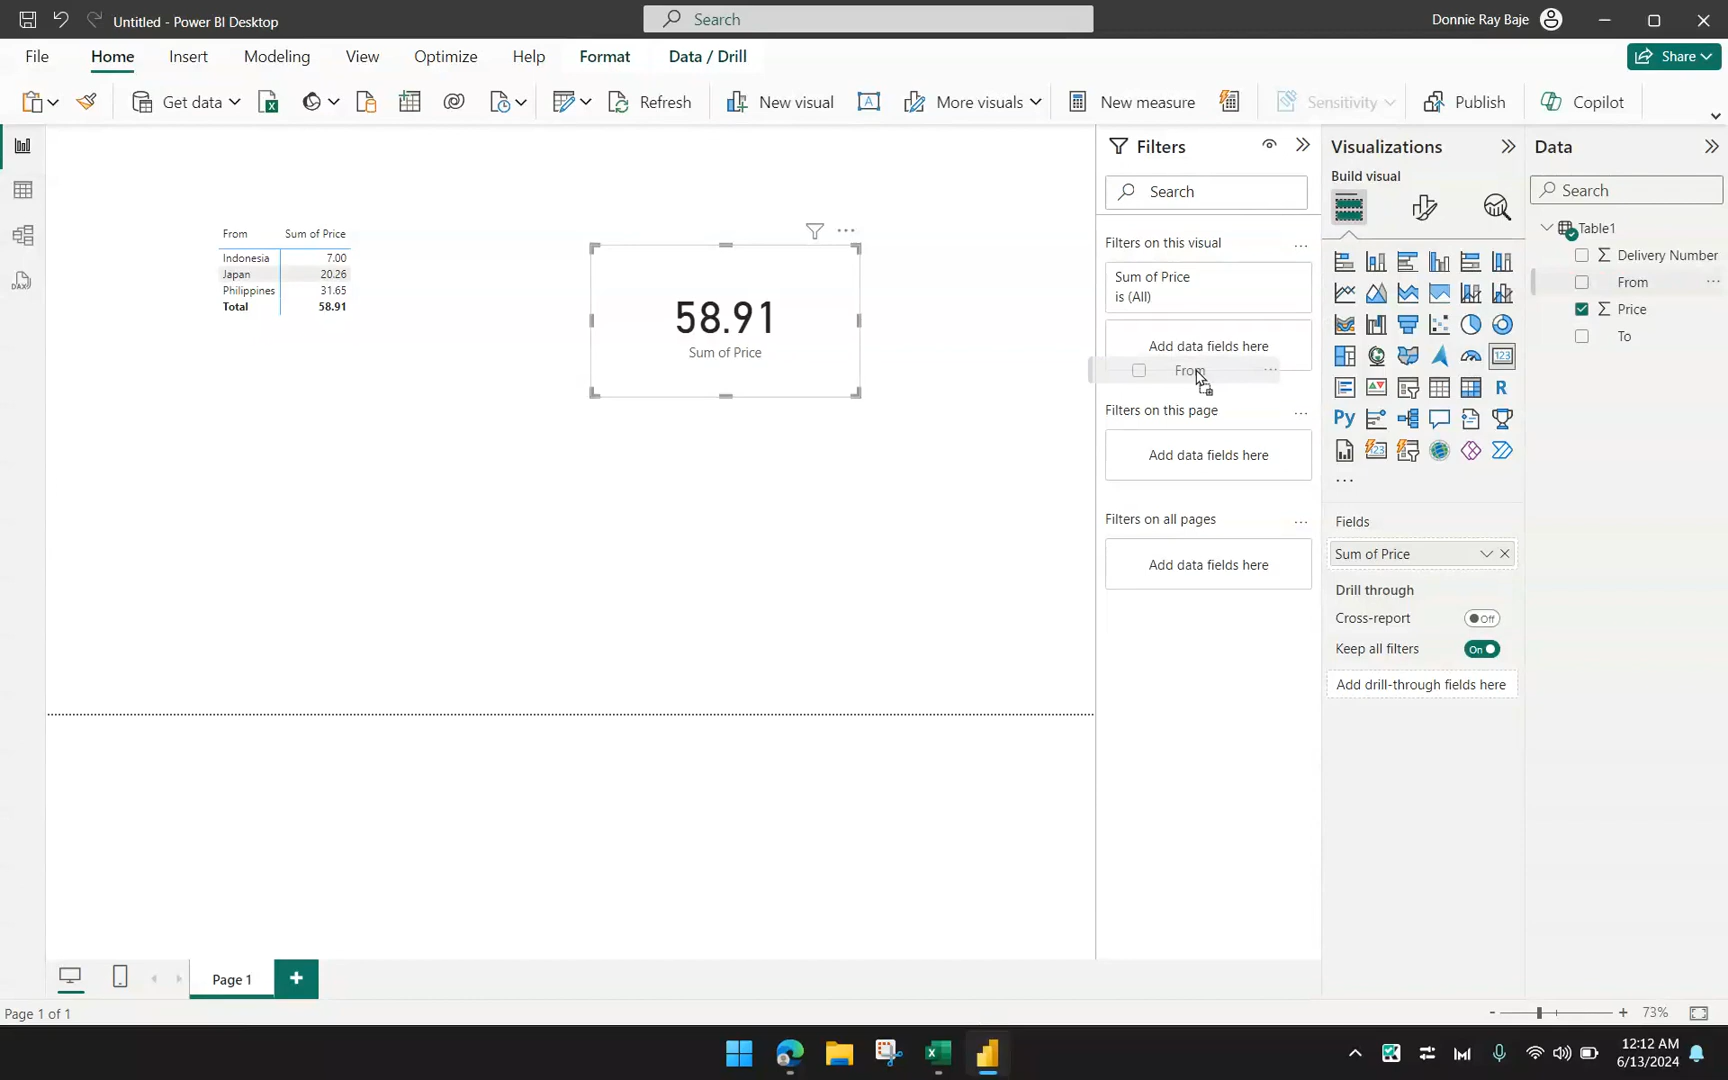 Untitled - Power BI Desktop
Search
Donnie Ray Baje
File
Home
Insert
Modeling
View
Optimize
Help
Format
Data / Drill
Share
Get data
Refresh
New visual
A
More visuals
New measure
Sensitivity
Publish
Copilot
Filters
Search
Filters on this visual
Sum of Price
is (All)
Add data fields here
From
Filters on this page
Add data fields here
Filters on all pages
Add data fields here
Visualizations
Build visual
123
R
Py
123
Fields
Sum of Price
Drill through
Cross-report
Off
Keep all filters
On
Add drill-through fields here
Data
Search
Table1
Delivery Number
From
Price
To
From Sum of Price
Indonesia 7.00
Japan 20.26
Philippines 31.65
Total 58.91
58.91
Sum of Price
DAX
Page 1
Page 1 of 1
73%
12:12 AM
6/13/2024